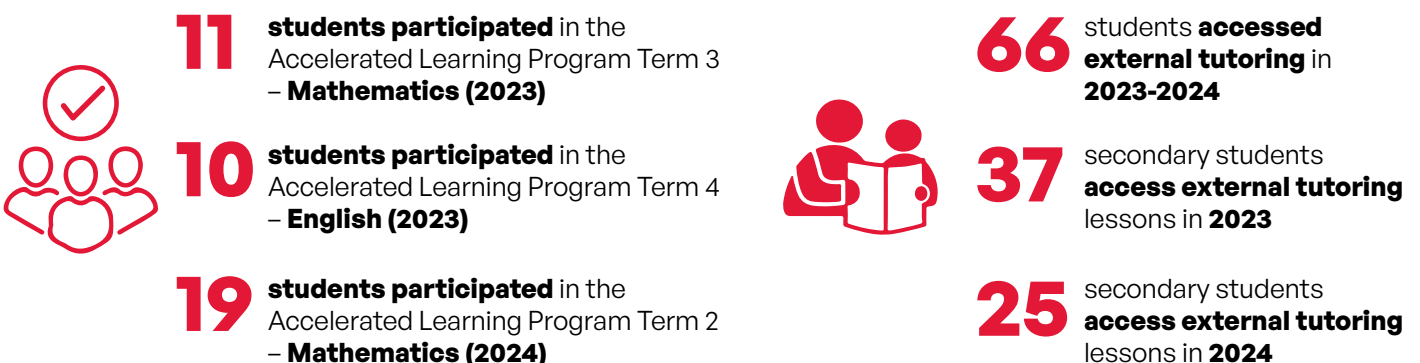 11
students participated in the
Accelerated Learning Program Term 3
– Mathematics (2023)
10
students participated in the
Accelerated Learning Program Term 4
– English (2023)
19
students participated in the
Accelerated Learning Program Term 2
– Mathematics (2024)
66
students accessed
external tutoring in
2023-2024
37
secondary students
access external tutoring
lessons in 2023
25
secondary students
access external tutoring
lessons in 2024